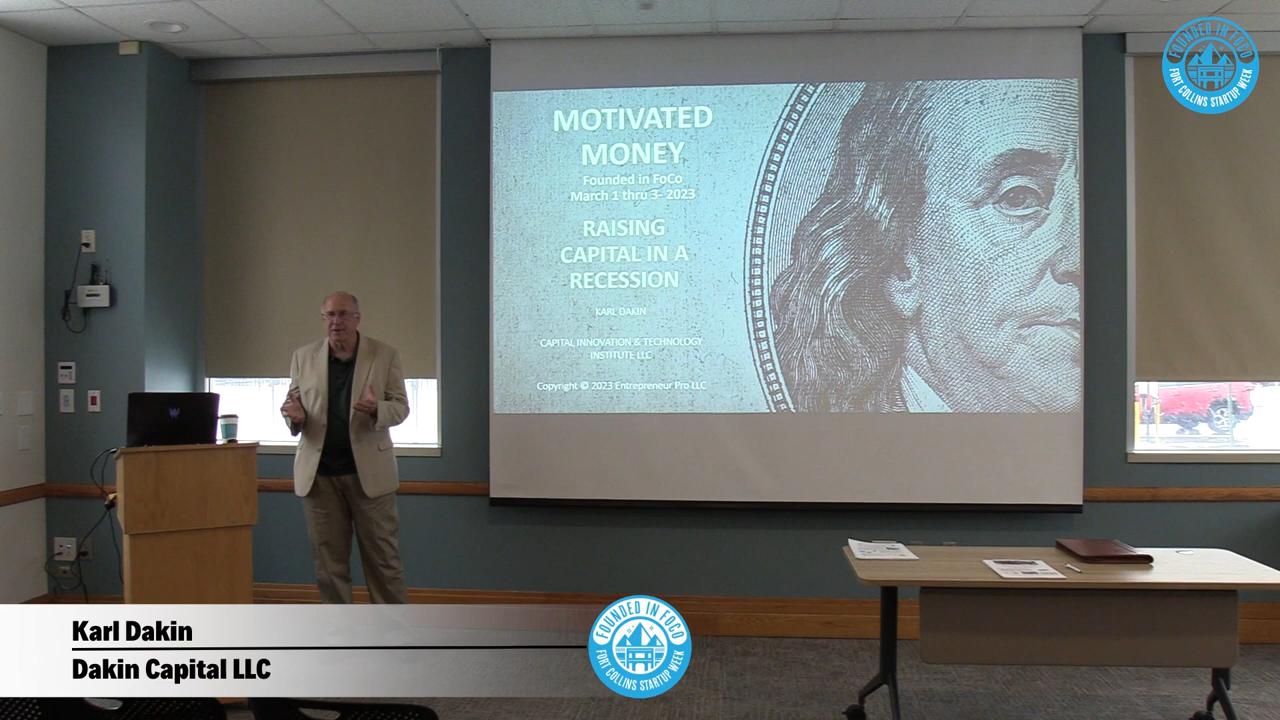 FOUNDED IN FOCO
FORT COLLINS STARTUP WEEK
MOTIVATED
MONEY
Founded in FoCo
March 1 thru 3- 2023
RAISING
CAPITAL IN A
RECESSION
KARL DAKIN
CAPITAL INNOVATION & TECHNOLOGY
INSTITUTE LLC
Copyright © 2023 Entrepreneur Pro LLC
Karl Dakin
Dakin Capital LLC
FOUNDED IN FOCO
FORT COLLINS STARTUP WEEK